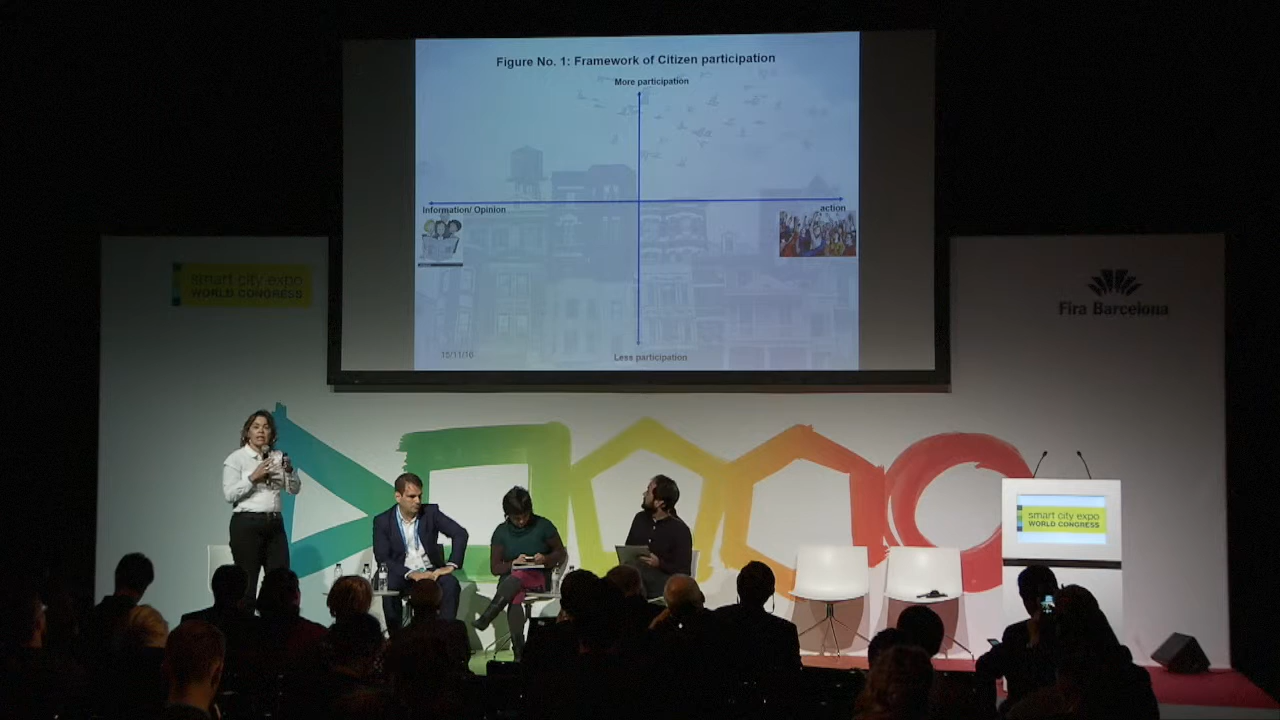 Figure No. 1: Framework of Citizen participation
More participation
Information/ Opinion
action
15/11/16
Less participation
smart city expo
WORLD CONGRESS
Fira Barcelona
smart city expo
WORLD CONGRESS